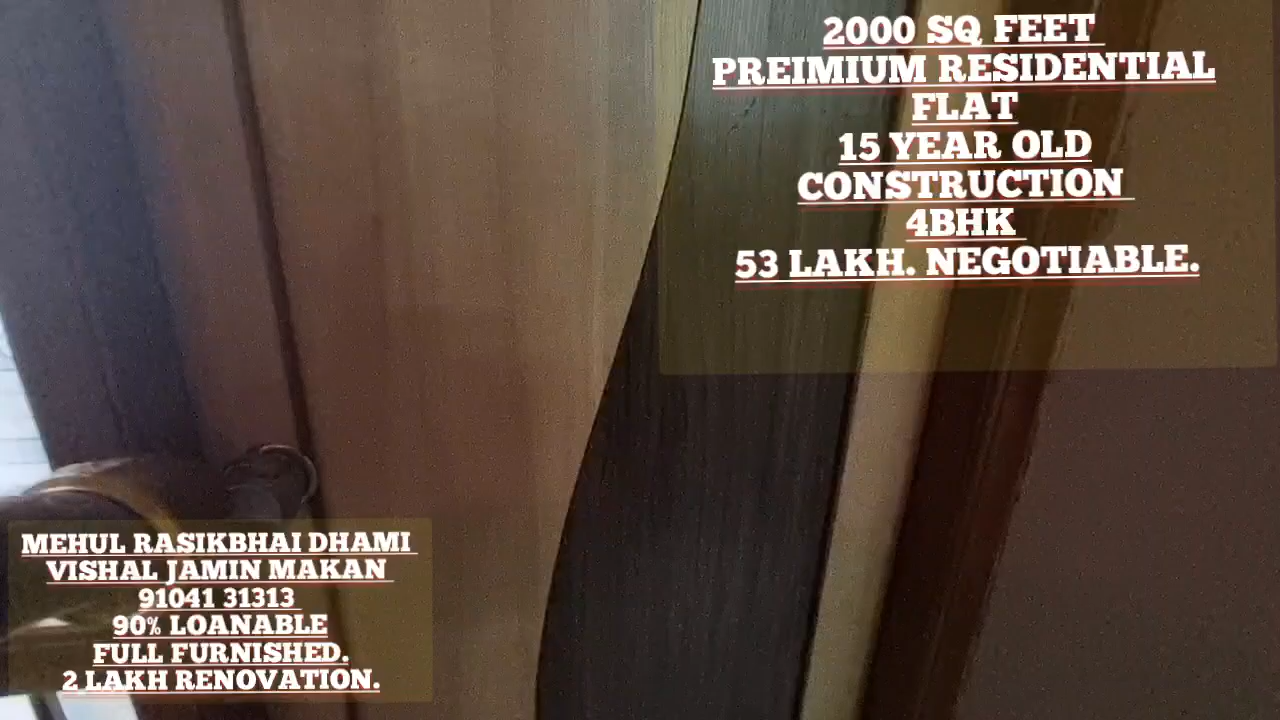 2000 SQ FEET
PREIMIUM RESIDENTIAL
FLAT
15 YEAR OLD
CONSTRUCTION
4BHK
53 LAKH. NEGOTIABLE.
MEHUL RASIKBHAI DHAMI
VISHAL JAMIN MAKAN
91041 31313
90% LOANABLE
FULL FURNISHED.
2 LAKH RENOVATION.